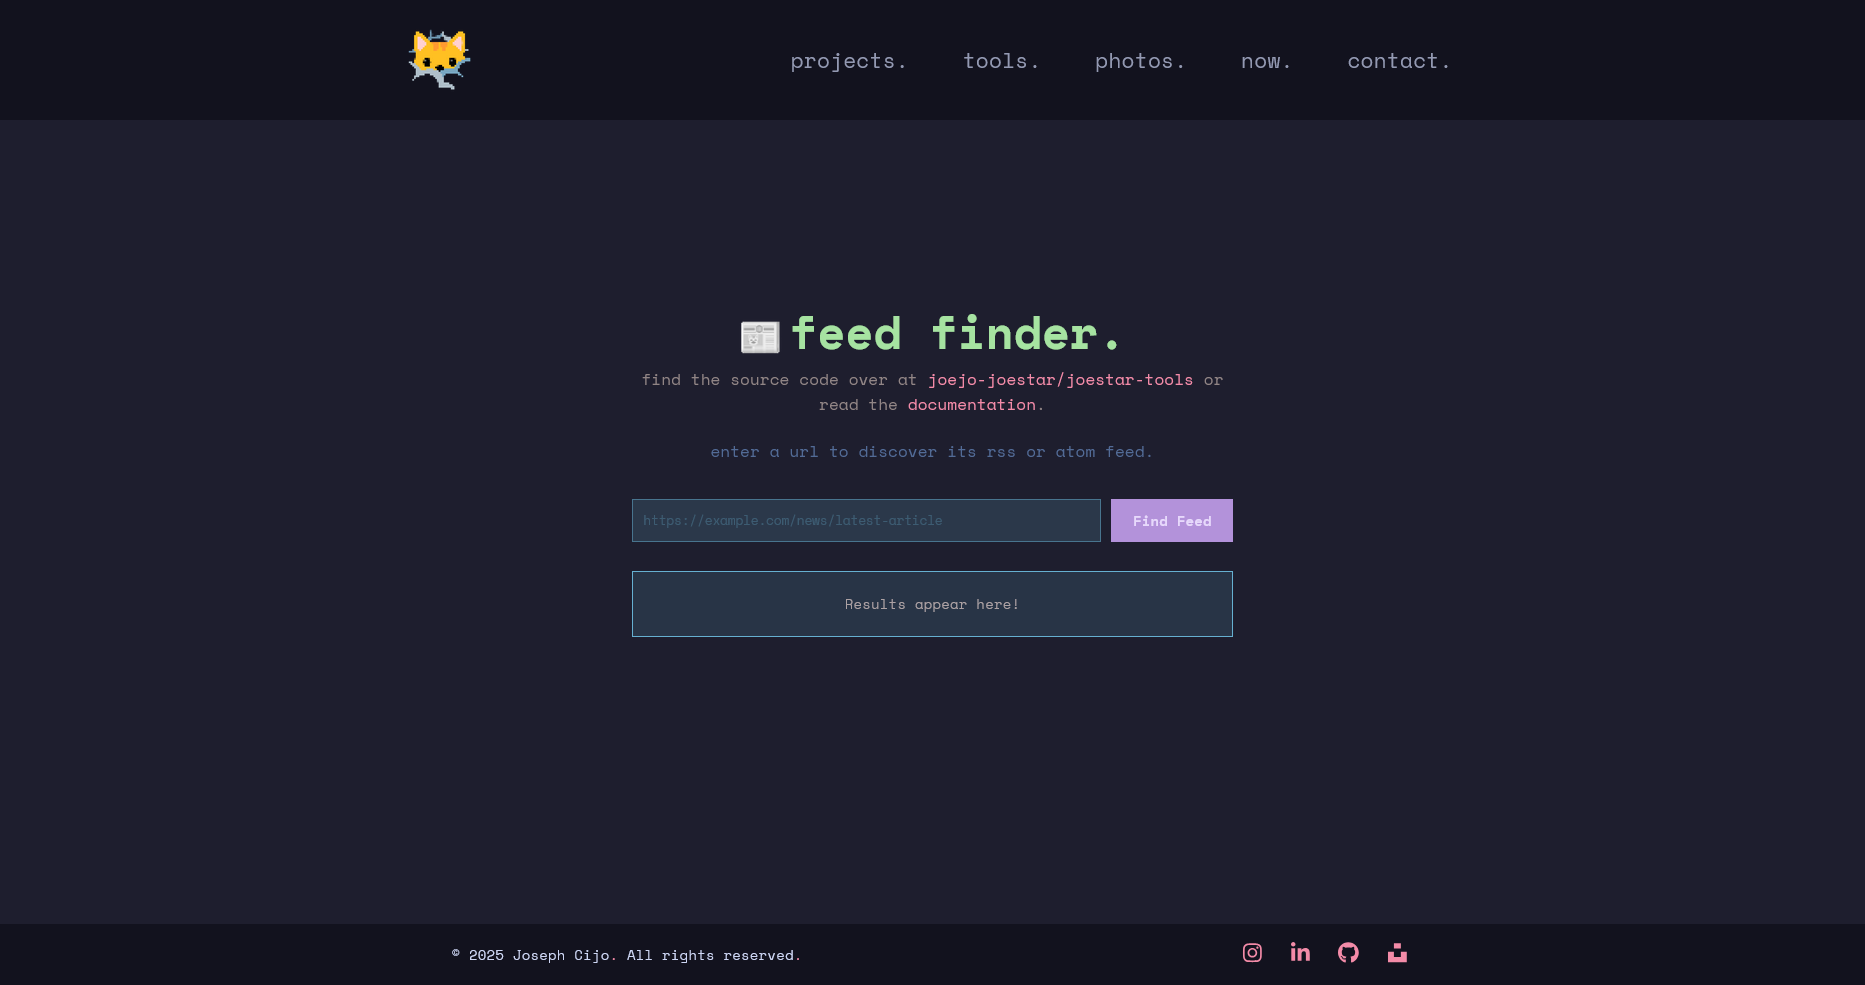 projects. tools. photos. now. contact.
feed finder.
find the source code over at joejo-joestar/joestar-tools or
read the documentation.
enter a url to discover its rss or atom feed.
https://example.com/news/latest-article Find Feed
Results appear here!
© 2025 Joseph Cijo. All rights reserved.